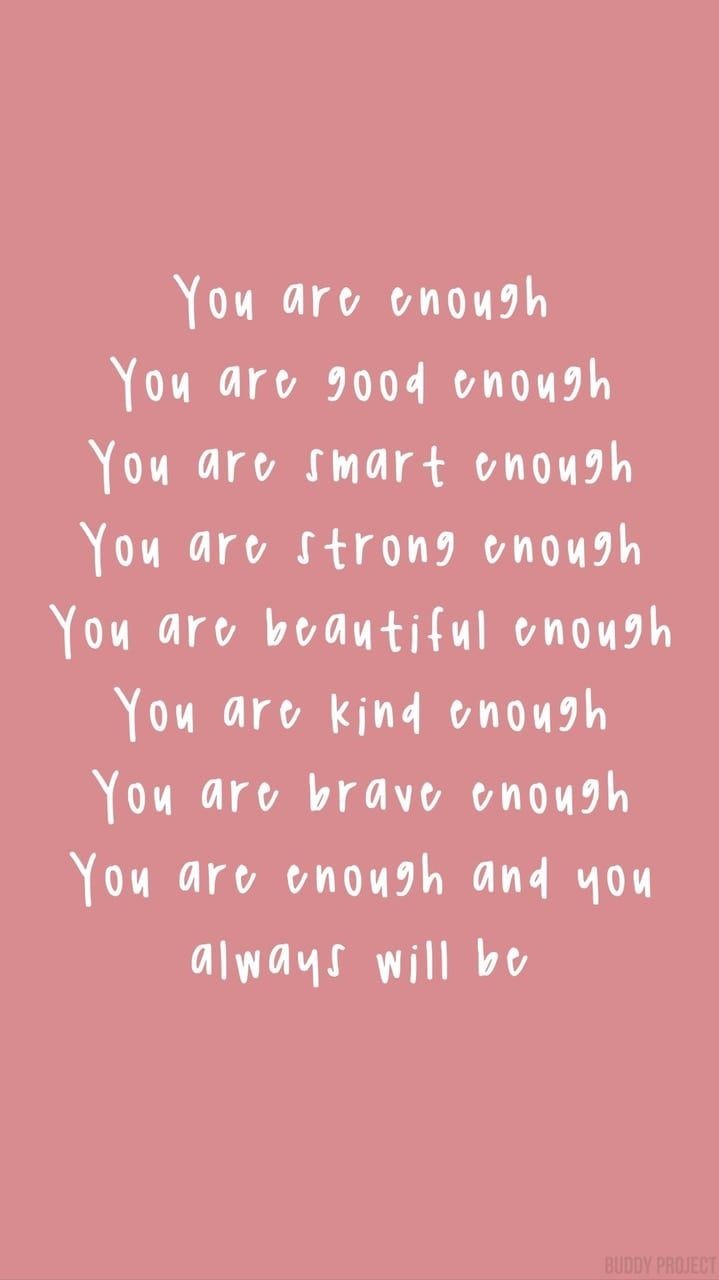 You are enough
You are good enough
You are smart enough
You are strong enough
You are beautiful enough
You are kind enough
You are brave enough
You are enough and you
always will be
BUDDY PROJECT